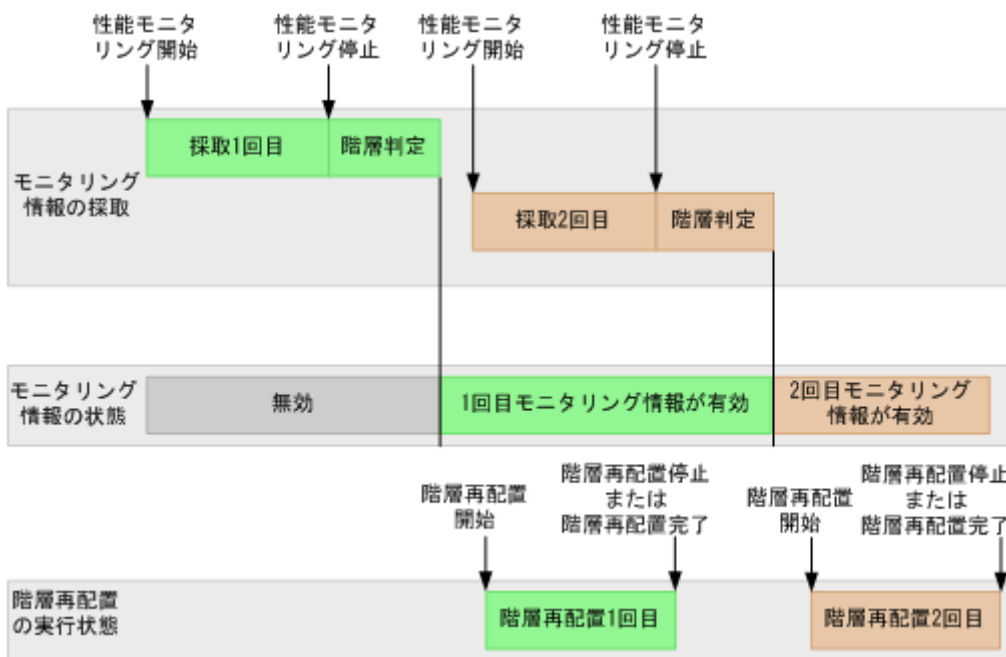 性能モニタ
リング開始
性能モニタ
リング停止
性能モニタ
リング開始
性能モニタ
リング停止
モニタリング
情報の採取
採取1回目
階層判定
採取2回目
階層判定
モニタリング
情報の状態
無効
1回目モニタリング情報が有効
2回目モニタリング
情報が有効
階層再配置
開始
階層再配置停止
または
階層再配置完了
階層再配置
開始
階層再配置停止
または
階層再配置完了
階層再配置
の実行状態
階層再配置1回目
階層再配置2回目